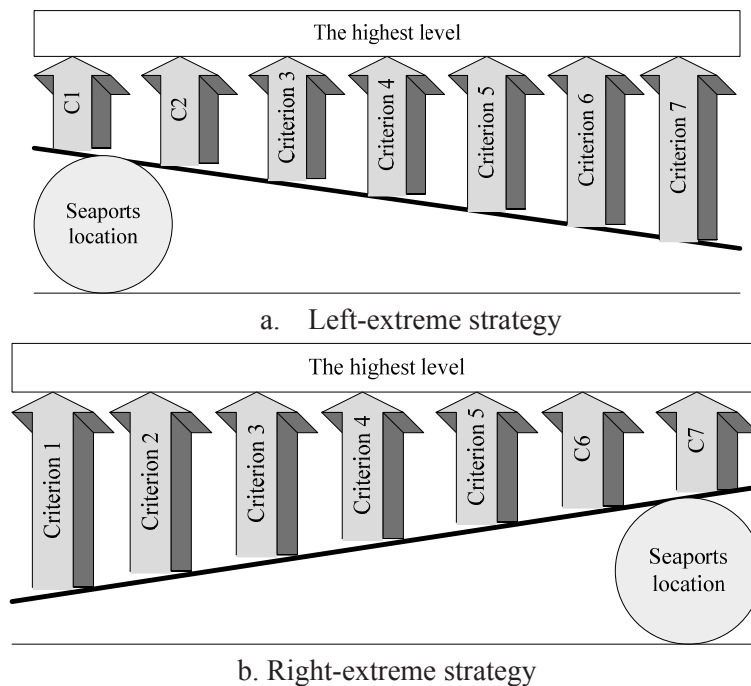 The highest level
C1
C2
Criterion 3
Criterion 4
Criterion 5
Criterion 6
Criterion 7
Seaports
location
a. Left-extreme strategy
The highest level
Criterion 1
Criterion 2
Criterion 3
Criterion 4
Criterion 5
C6
C7
Seaports
location
b. Right-extreme strategy